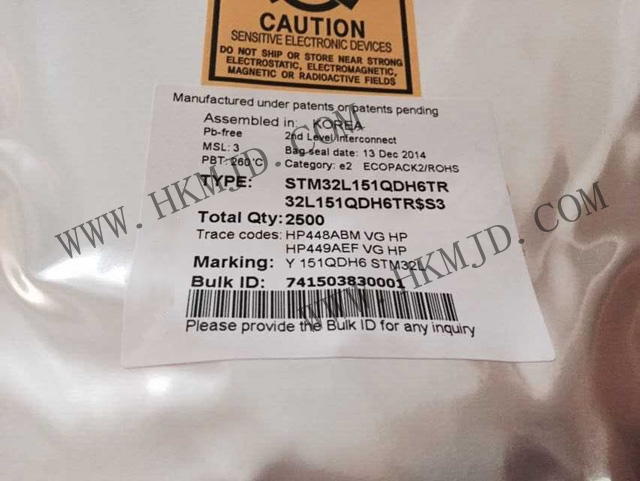 CAUTION
SENSITIVE ELECTRONIC DEVICES
DO NOT SHIP OR STORE NEAR STRONG
ELECTROSTATIC, ELECTROMAGNETIC,
MAGNETIC OR RADIOACTIVE FIELDS
Manufactured under patents or patents pending
Assembled in: KOREA
Pb-free 2nd Level Interconnect
MSL: 3 Bag seal date: 13 Dec 2014
PBT: 260°C Category: e2 ECOPACK2/ROHS
TYPE: STM32L151QDH6TR
32L151QDH6TR$S3
Total Qty: 2500
Trace codes: HP448ABM VG HP
HP449AEF VG HP
Marking: Y 151QDH6 STM32L
Bulk ID: 741503830001
Please provide the Bulk ID for any inquiry
WWW.HKMJD.COM
WWW.HKMJD.COM